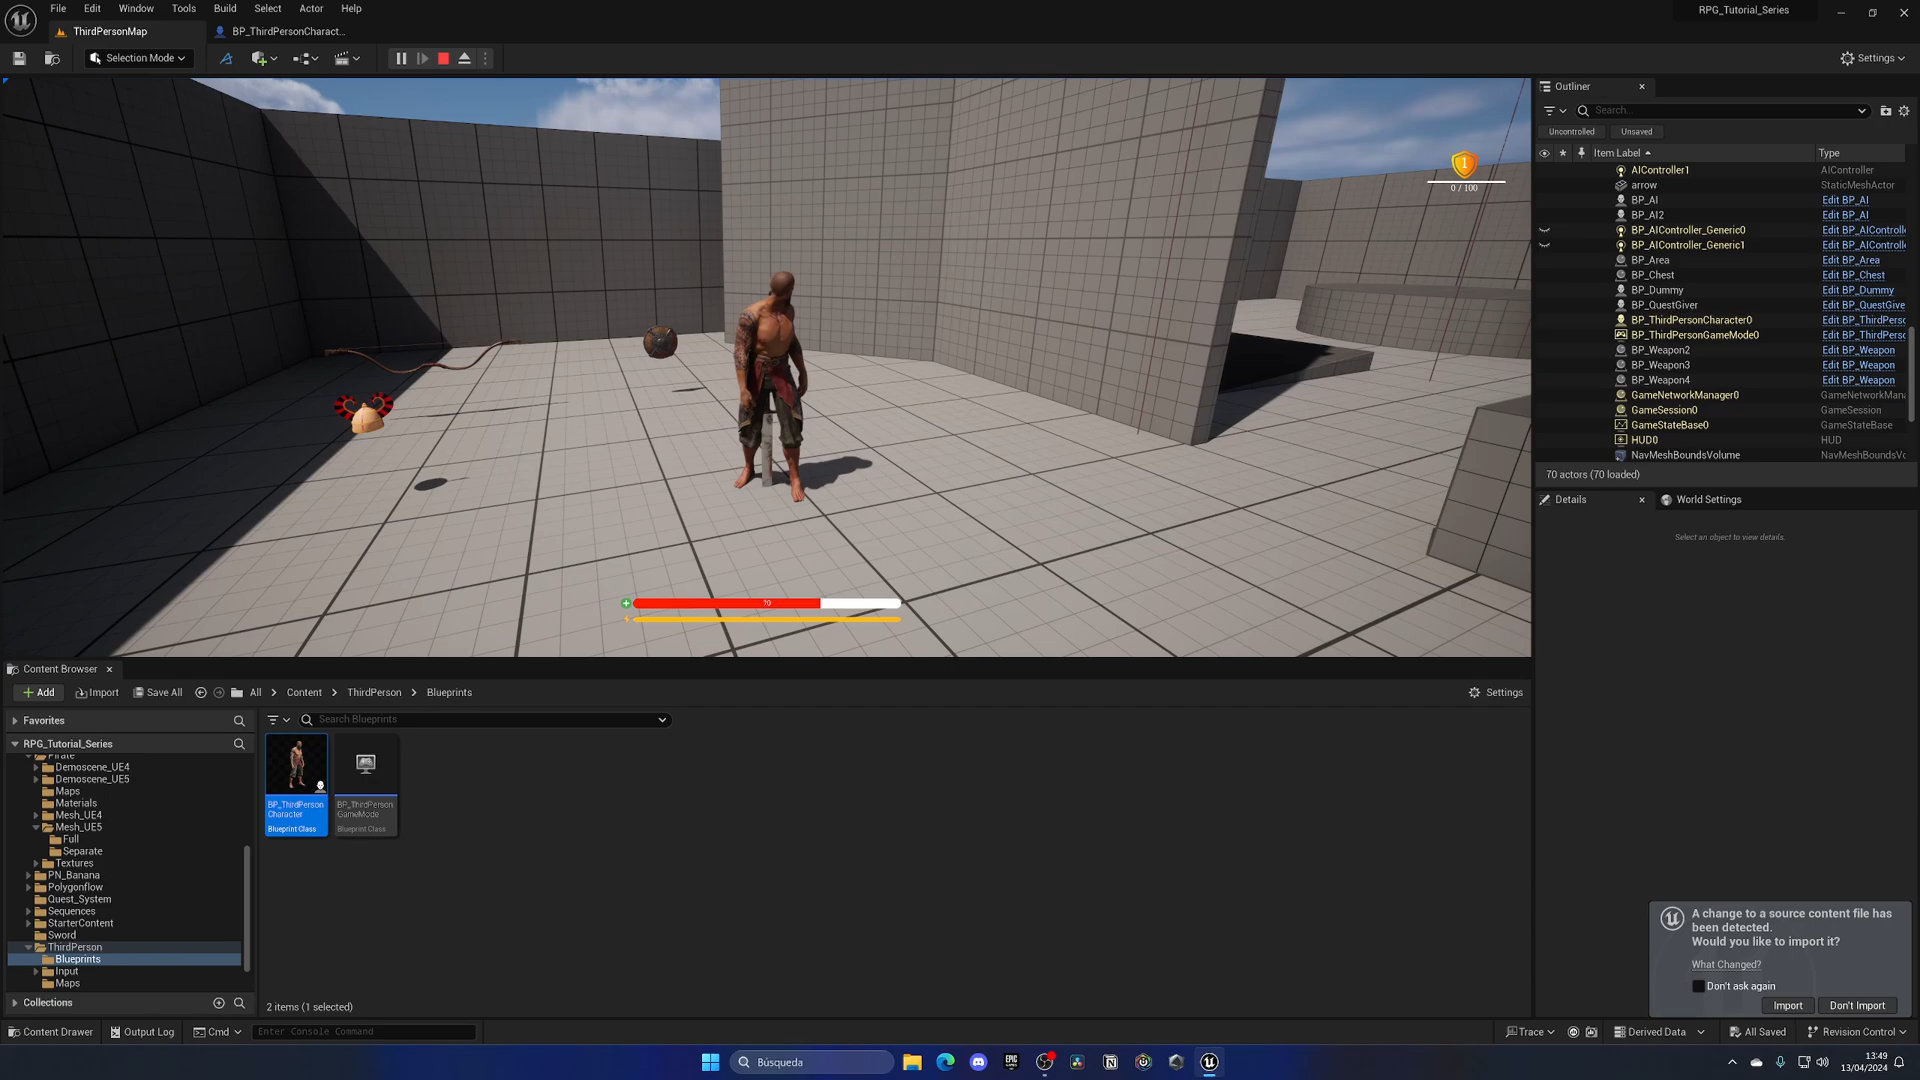 File Edit Window Tools Build Select Actor Help
RPG_Tutorial_Series
ThirdPersonMap
BP_ThirdPersonCharact...
Selection Mode
Settings
1
0 / 100
70
Outliner
Search...
Uncontrolled
Unsaved
Item Label
Type
AIController1 AIController
arrow StaticMeshActor
BP_AI Edit BP_AI
BP_AI2 Edit BP_AI
BP_AIController_Generic0 Edit BP_AIControlle
BP_AIController_Generic1 Edit BP_AIControlle
BP_Area Edit BP_Area
BP_Chest Edit BP_Chest
BP_Dummy Edit BP_Dummy
BP_QuestGiver Edit BP_QuestGive
BP_ThirdPersonCharacter0 Edit BP_ThirdPerso
BP_ThirdPersonGameMode0 Edit BP_ThirdPerso
BP_Weapon2 Edit BP_Weapon
BP_Weapon3 Edit BP_Weapon
BP_Weapon4 Edit BP_Weapon
GameNetworkManager0 GameNetworkMana
GameSession0 GameSession
GameStateBase0 GameStateBase
HUD0 HUD
NavMeshBoundsVolume NavMeshBoundsVo
70 actors (70 loaded)
Details
World Settings
Select an object to view details.
Content Browser
Add
Import
Save All
All
Content
ThirdPerson
Blueprints
Settings
Favorites
Search Blueprints
RPG_Tutorial_Series
Pirate
Demoscene_UE4
Demoscene_UE5
Maps
Materials
Mesh_UE4
Mesh_UE5
Full
Separate
Textures
PN_Banana
Polygonflow
Quest_System
Sequences
StarterContent
Sword
ThirdPerson
Blueprints
Input
Maps
Collections
BP_ThirdPerson
Character
Blueprint Class
BP_ThirdPerson
GameMode
Blueprint Class
2 items (1 selected)
A change to a source content file has
been detected.
Would you like to import it?
What Changed?
Don't ask again
Import
Don't Import
Content Drawer
Output Log
Cmd
Enter Console Command
Trace
Derived Data
All Saved
Revision Control
Búsqueda
EPIC
GAMES
13:49
13/04/2024